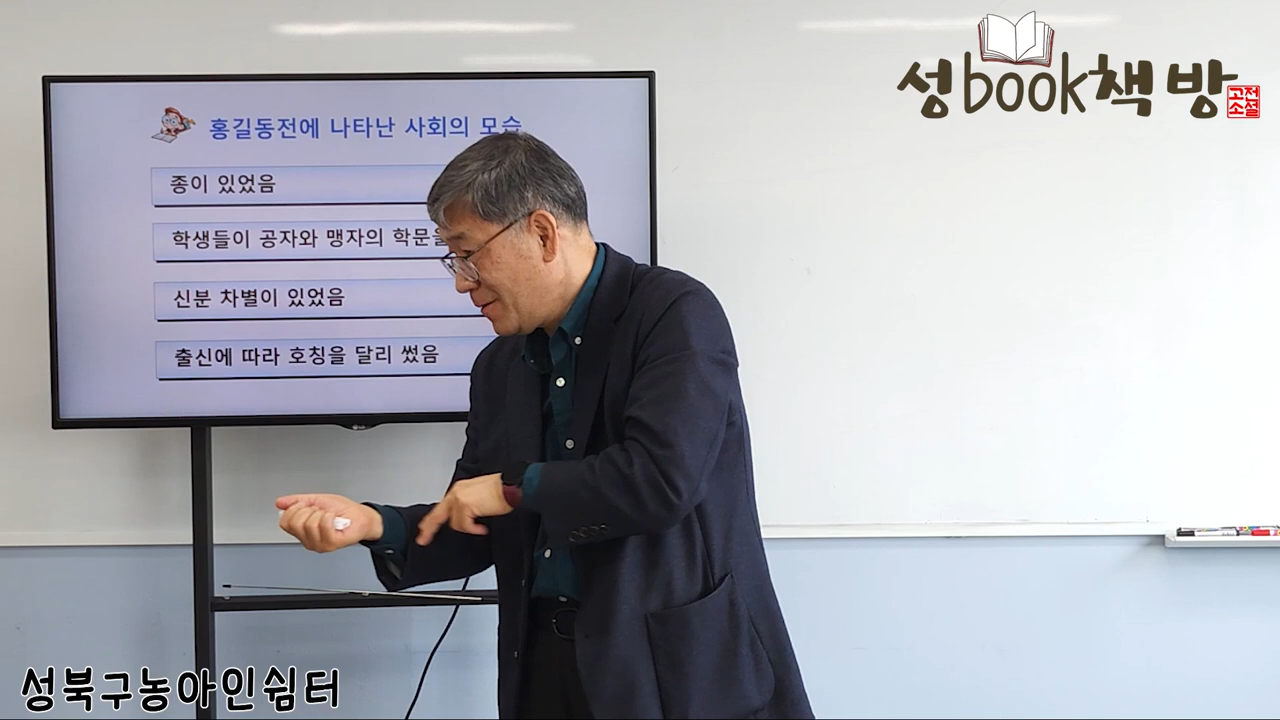 성book책방
고전
소설
홍길동전에 나타난 사회의 모습
종이 있었음
학생들이 공자와 맹자의 학문을
신분 차별이 있었음
출신에 따라 호칭을 달리 썼음
성북구농아인쉼터